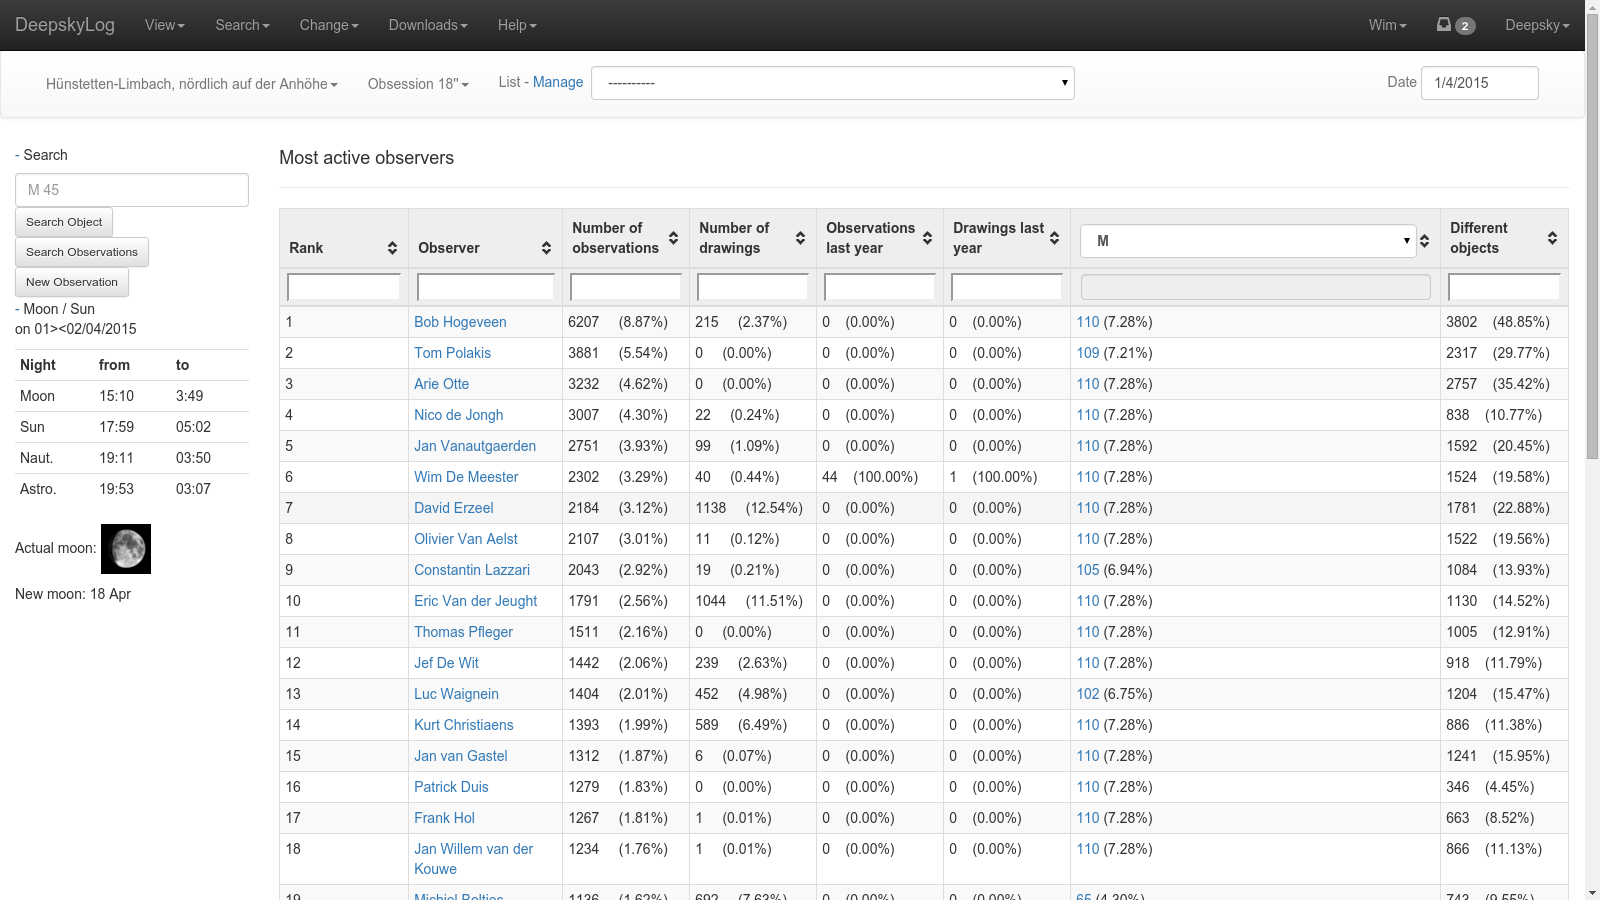 DeepskyLog View Search Change Downloads Help Wim 2 Deepsky
Hünstetten-Limbach, nördlich auf der Anhöhe Obsession 18" List - Manage ---------- Date 1/4/2015
- Search
M 45
Search Object
Search Observations
New Observation
- Moon / Sun
on 01><02/04/2015
Night from to
Moon 15:10 3:49
Sun 17:59 05:02
Naut. 19:11 03:50
Astro. 19:53 03:07
Actual moon:
New moon: 18 Apr
Most active observers
Rank Observer Number of observations Number of drawings Observations last year Drawings last year M Different objects
1 Bob Hogeveen 6207 (8.87%) 215 (2.37%) 0 (0.00%) 0 (0.00%) 110 (7.28%) 3802 (48.85%)
2 Tom Polakis 3881 (5.54%) 0 (0.00%) 0 (0.00%) 0 (0.00%) 109 (7.21%) 2317 (29.77%)
3 Arie Otte 3232 (4.62%) 0 (0.00%) 0 (0.00%) 0 (0.00%) 110 (7.28%) 2757 (35.42%)
4 Nico de Jongh 3007 (4.30%) 22 (0.24%) 0 (0.00%) 0 (0.00%) 110 (7.28%) 838 (10.77%)
5 Jan Vanautgaerden 2751 (3.93%) 99 (1.09%) 0 (0.00%) 0 (0.00%) 110 (7.28%) 1592 (20.45%)
6 Wim De Meester 2302 (3.29%) 40 (0.44%) 44 (100.00%) 1 (100.00%) 110 (7.28%) 1524 (19.58%)
7 David Erzeel 2184 (3.12%) 1138 (12.54%) 0 (0.00%) 0 (0.00%) 110 (7.28%) 1781 (22.88%)
8 Olivier Van Aelst 2107 (3.01%) 11 (0.12%) 0 (0.00%) 0 (0.00%) 110 (7.28%) 1522 (19.56%)
9 Constantin Lazzari 2043 (2.92%) 19 (0.21%) 0 (0.00%) 0 (0.00%) 105 (6.94%) 1084 (13.93%)
10 Eric Van der Jeught 1791 (2.56%) 1044 (11.51%) 0 (0.00%) 0 (0.00%) 110 (7.28%) 1130 (14.52%)
11 Thomas Pfleger 1511 (2.16%) 0 (0.00%) 0 (0.00%) 0 (0.00%) 110 (7.28%) 1005 (12.91%)
12 Jef De Wit 1442 (2.06%) 239 (2.63%) 0 (0.00%) 0 (0.00%) 110 (7.28%) 918 (11.79%)
13 Luc Waignein 1404 (2.01%) 452 (4.98%) 0 (0.00%) 0 (0.00%) 102 (6.75%) 1204 (15.47%)
14 Kurt Christiaens 1393 (1.99%) 589 (6.49%) 0 (0.00%) 0 (0.00%) 110 (7.28%) 886 (11.38%)
15 Jan van Gastel 1312 (1.87%) 6 (0.07%) 0 (0.00%) 0 (0.00%) 110 (7.28%) 1241 (15.95%)
16 Patrick Duis 1279 (1.83%) 0 (0.00%) 0 (0.00%) 0 (0.00%) 110 (7.28%) 346 (4.45%)
17 Frank Hol 1267 (1.81%) 1 (0.01%) 0 (0.00%) 0 (0.00%) 110 (7.28%) 663 (8.52%)
18 Jan Willem van der Kouwe 1234 (1.76%) 1 (0.01%) 0 (0.00%) 0 (0.00%) 110 (7.28%) 866 (11.13%)